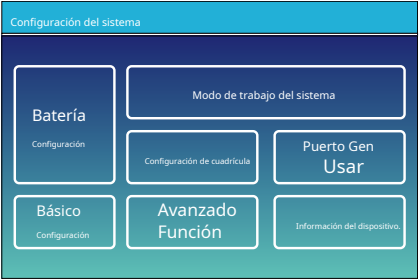 Configuración del sistema
Modo de trabajo del sistema
Batería
Configuración
Configuración de cuadrícula
Puerto Gen
Usar
Básico
Configuración
Avanzado
Función
Información del dispositivo.